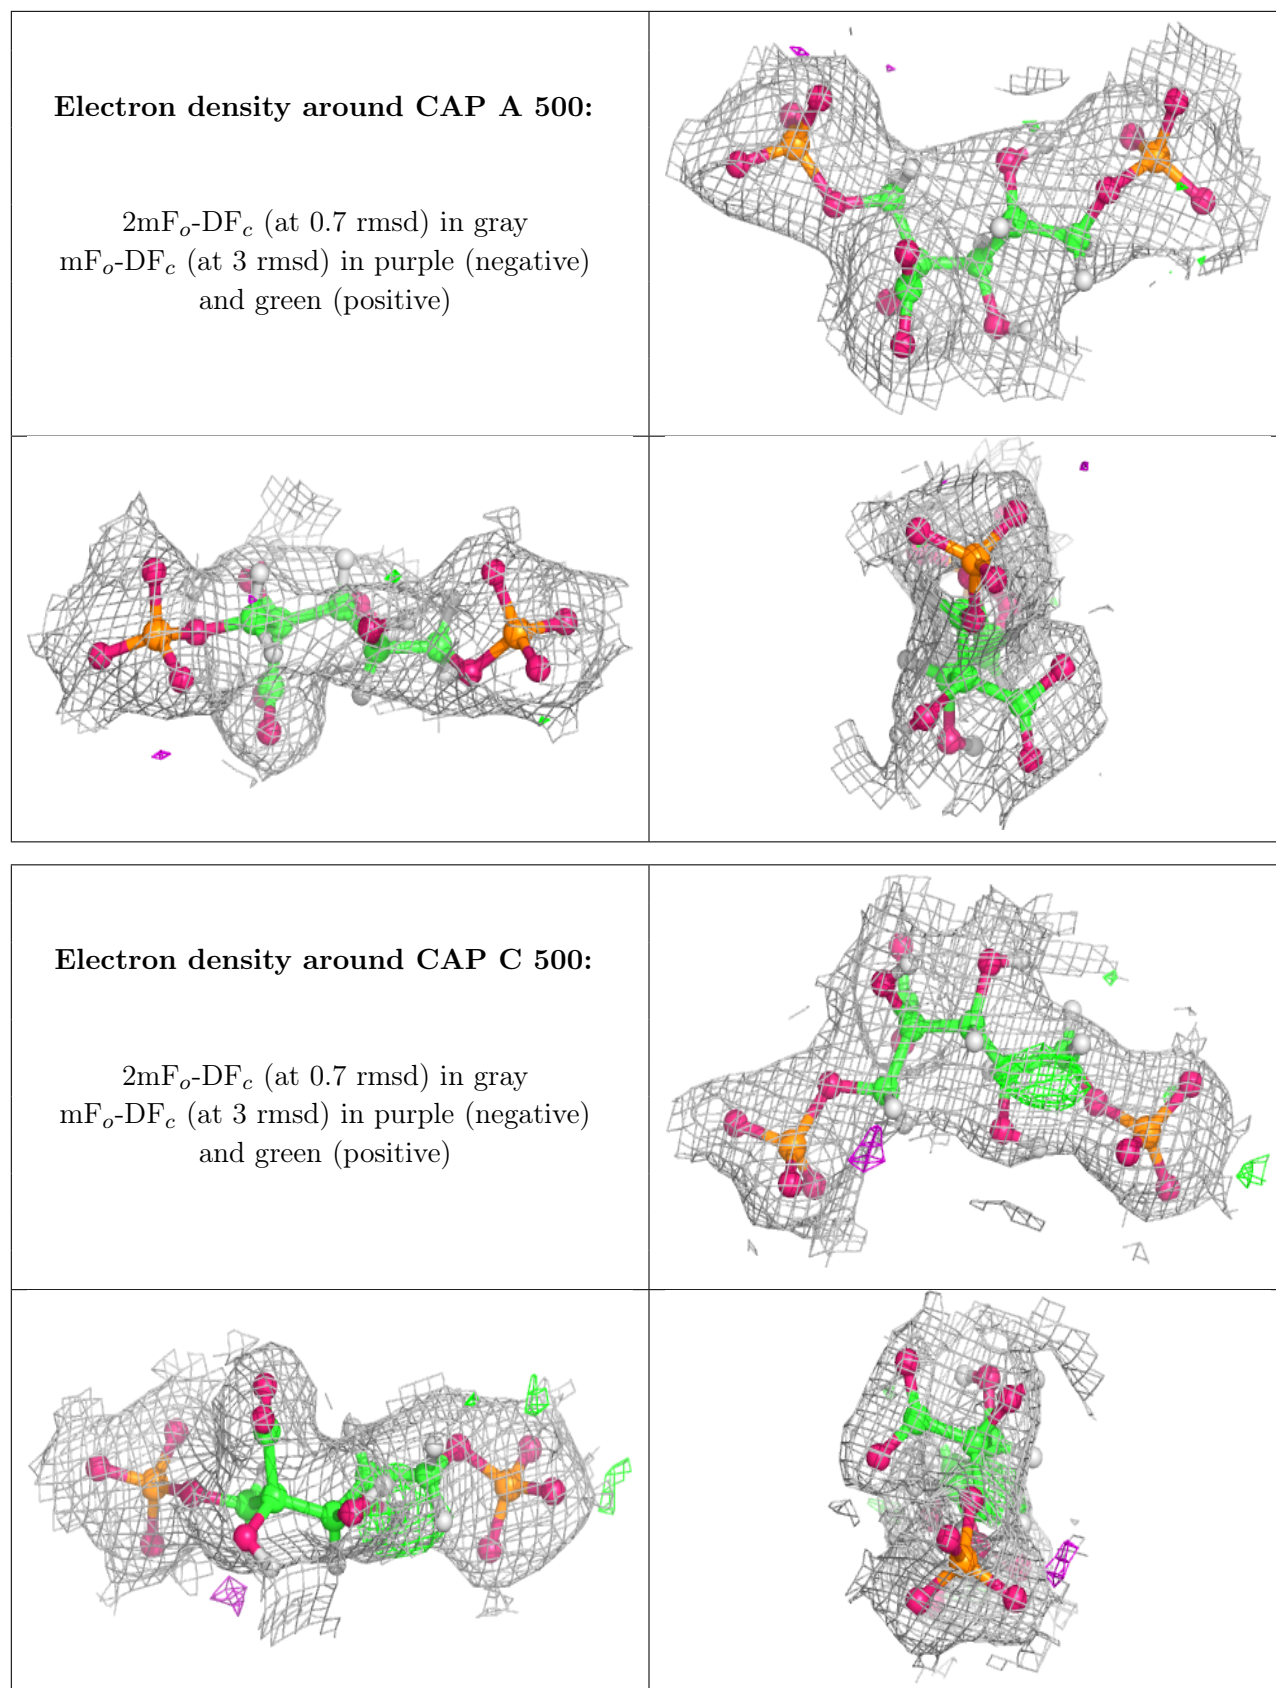 Electron density around CAP A 500:
2mFo-DFc (at 0.7 rmsd) in gray
mFo-DFc (at 3 rmsd) in purple (negative)
and green (positive)
Electron density around CAP C 500:
2mFo-DFc (at 0.7 rmsd) in gray
mFo-DFc (at 3 rmsd) in purple (negative)
and green (positive)